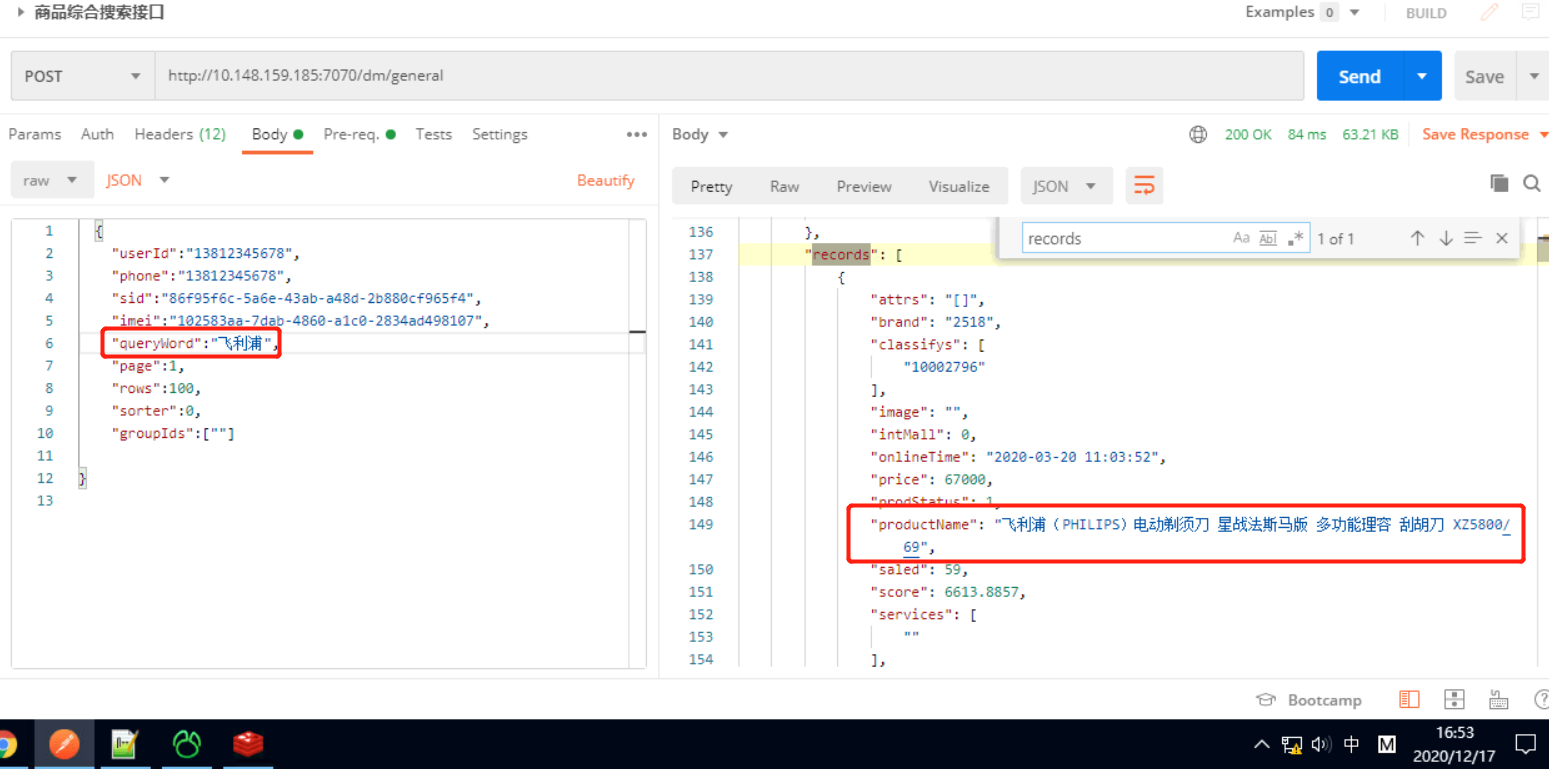 商品综合搜索接口
Examples 0
BUILD
POST
http://10.148.159.185:7070/dm/general
Send
Save
Params Auth Headers (12) Body Pre-req. Tests Settings
raw JSON Beautify
1 {
2 "userId":"13812345678",
3 "phone":"13812345678",
4 "sid":"86f95f6c-5a6e-43ab-a48d-2b880cf965f4",
5 "imei":"102583aa-7dab-4860-a1c0-2834ad498107",
6 "queryWord":"飞利浦",
7 "page":1,
8 "rows":100,
9 "sorter":0,
10 "groupIds":[""]
11
12 }
13
Body 200 OK 84 ms 63.21 KB Save Response
Pretty Raw Preview Visualize JSON
records Aa Abl .* 1 of 1
136 },
137 "records": [
138 {
139 "attrs": "[]",
140 "brand": "2518",
141 "classifys": [
142 "10002796"
143 ],
144 "image": "",
145 "intMall": 0,
146 "onlineTime": "2020-03-20 11:03:52",
147 "price": 67000,
148 "prodStatus": 1,
149 "productName": "飞利浦（PHILIPS）电动剃须刀 星战法斯马版 多功能理容 刮胡刀 XZ5800/
69",
150 "saled": 59,
151 "score": 6613.8857,
152 "services": [
153 ""
154 ],
Bootcamp
中 M
16:53
2020/12/17